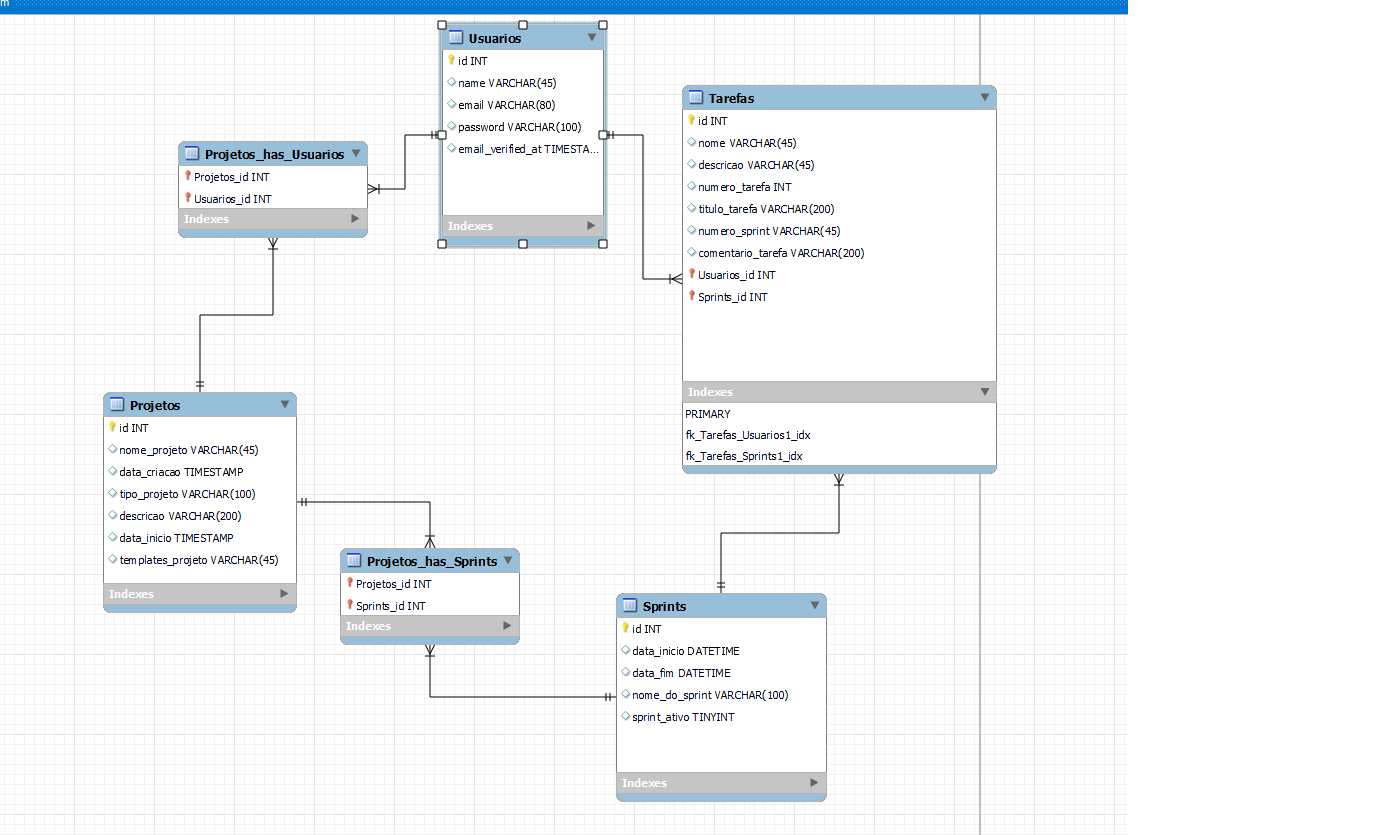 m
Usuarios
id INT
name VARCHAR(45)
email VARCHAR(80)
password VARCHAR(100)
email_verified_at TIMESTA...
Indexes
Tarefas
id INT
nome VARCHAR(45)
descricao VARCHAR(45)
numero_tarefa INT
titulo_tarefa VARCHAR(200)
numero_sprint VARCHAR(45)
comentario_tarefa VARCHAR(200)
Usuarios_id INT
Sprints_id INT
Indexes
PRIMARY
fk_Tarefas_Usuarios1_idx
fk_Tarefas_Sprints1_idx
Projetos_has_Usuarios
Projetos_id INT
Usuarios_id INT
Indexes
Projetos
id INT
nome_projeto VARCHAR(45)
data_criacao TIMESTAMP
tipo_projeto VARCHAR(100)
descricao VARCHAR(200)
data_inicio TIMESTAMP
templates_projeto VARCHAR(45)
Indexes
Projetos_has_Sprints
Projetos_id INT
Sprints_id INT
Indexes
Sprints
id INT
data_inicio DATETIME
data_fim DATETIME
nome_do_sprint VARCHAR(100)
sprint_ativo TINYINT
Indexes